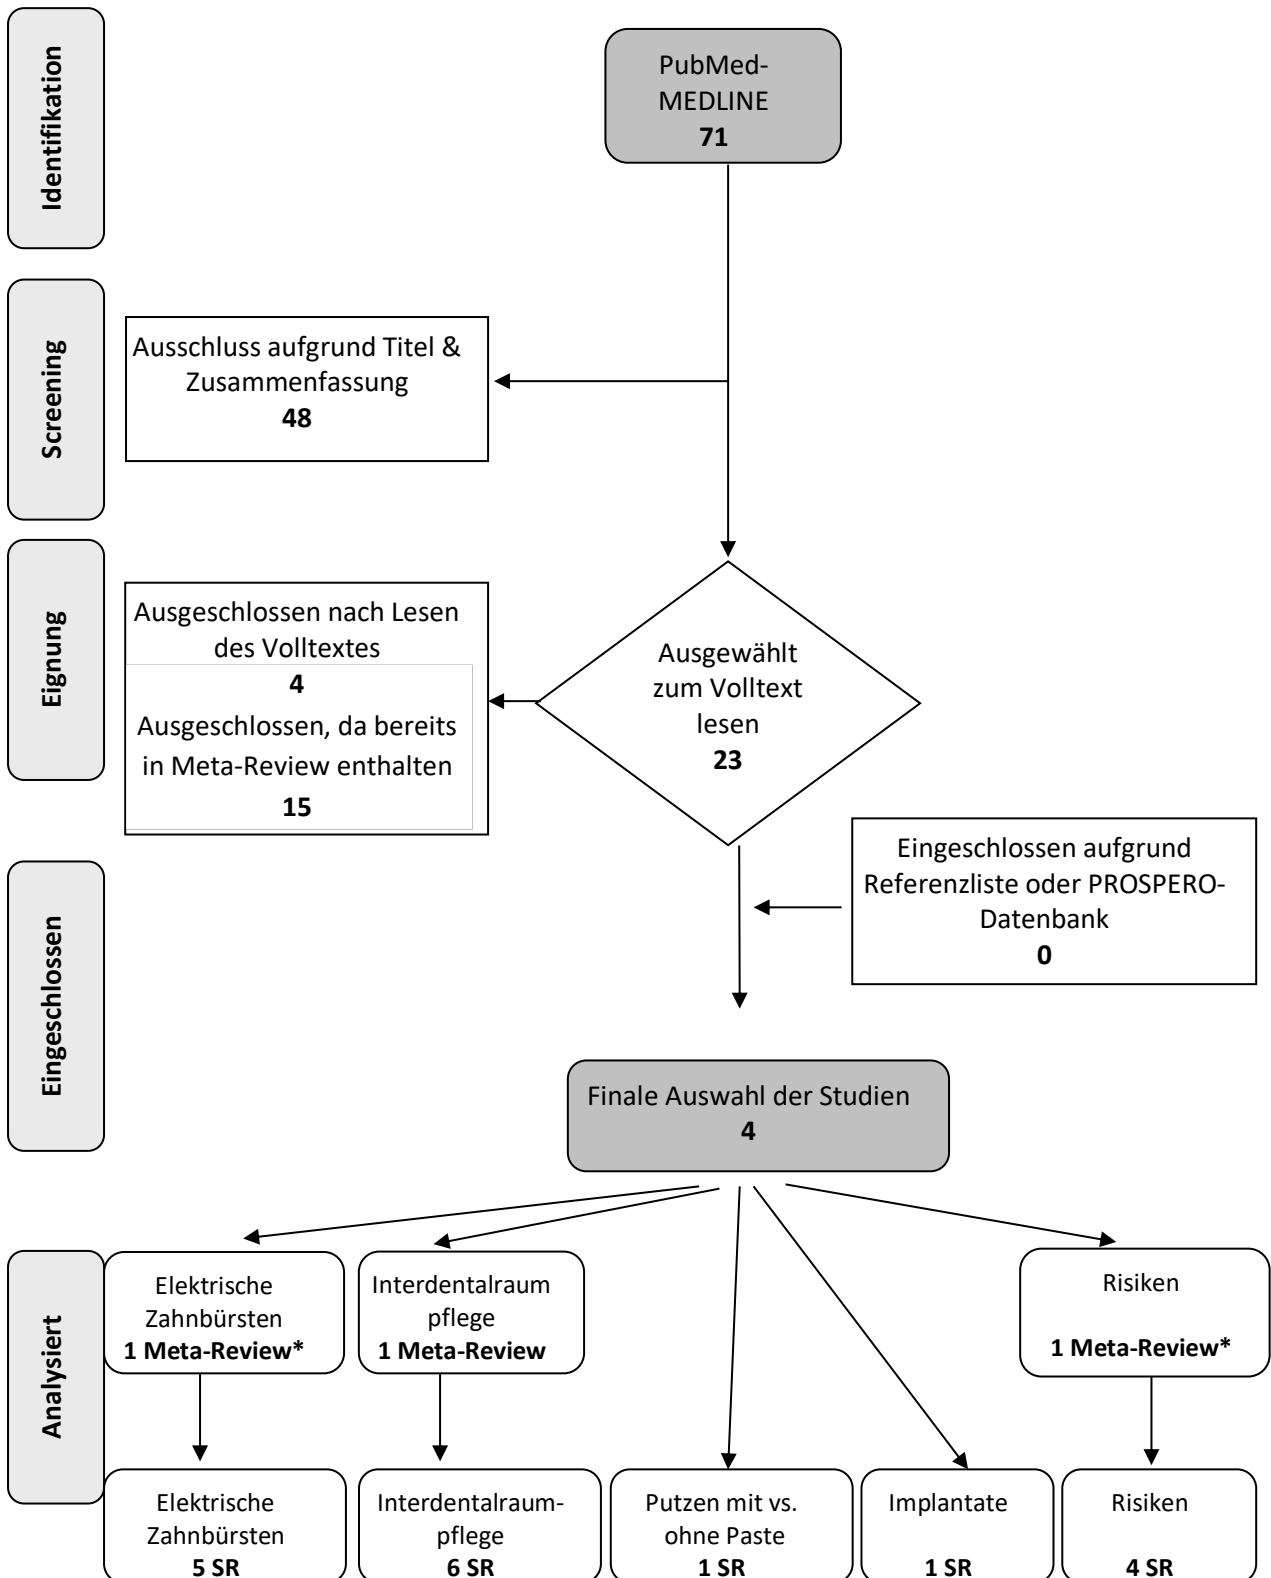 Identifikation
PubMed-
MEDLINE
71
Screening
Ausschluss aufgrund Titel &
Zusammenfassung
48
Eignung
Ausgeschlossen nach Lesen
des Volltextes
4
Ausgeschlossen, da bereits
in Meta-Review enthalten
15
Ausgewählt
zum Volltext
lesen
23
Eingeschlossen
Eingeschlossen aufgrund
Referenzliste oder PROSPERO-
Datenbank
0
Finale Auswahl der Studien
4
Analysiert
Elektrische
Zahnbürsten
1 Meta-Review*
Interdentalraum
pflege
1 Meta-Review
Risiken
1 Meta-Review*
Elektrische
Zahnbürsten
5 SR
Interdentalraum-
pflege
6 SR
Putzen mit vs.
ohne Paste
1 SR
Implantate
1 SR
Risiken
4 SR